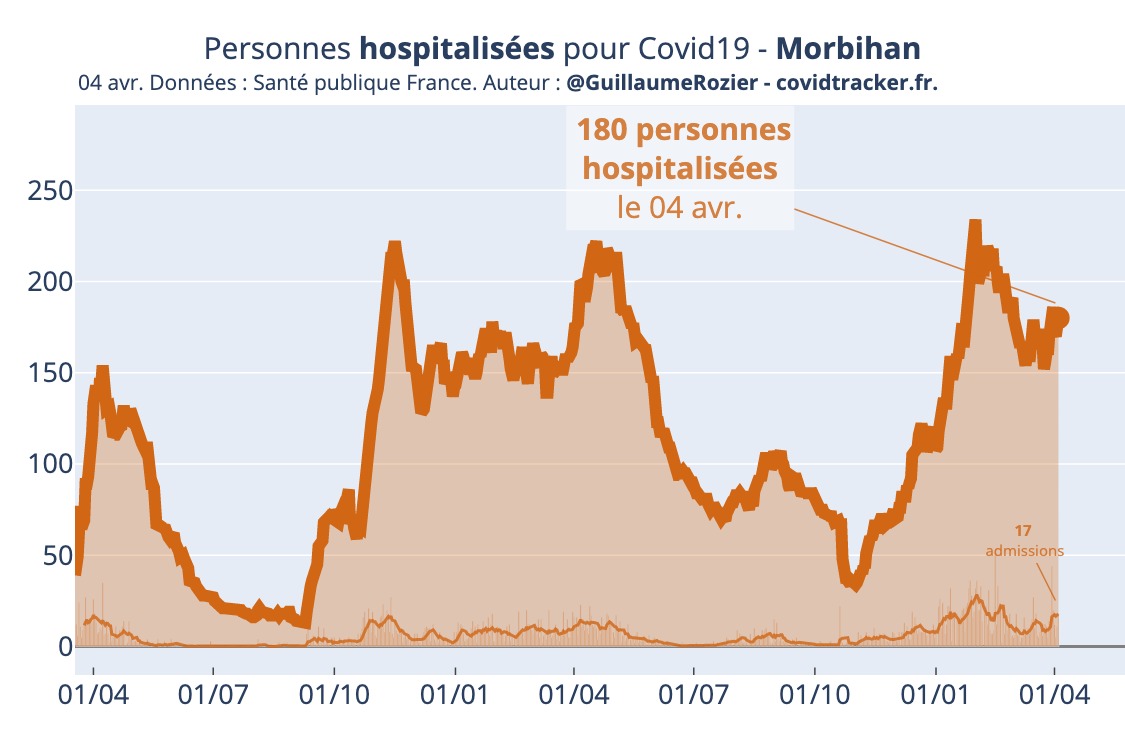 Personnes hospitalisées pour Covid19 - Morbihan
04 avr. Données : Santé publique France. Auteur : @GuillaumeRozier - covidtracker.fr.
180 personnes
hospitalisées
le 04 avr.
250
200
150
100
50
0
17
admissions
01/04 01/07 01/10 01/01 01/04 01/07 01/10 01/01 01/04